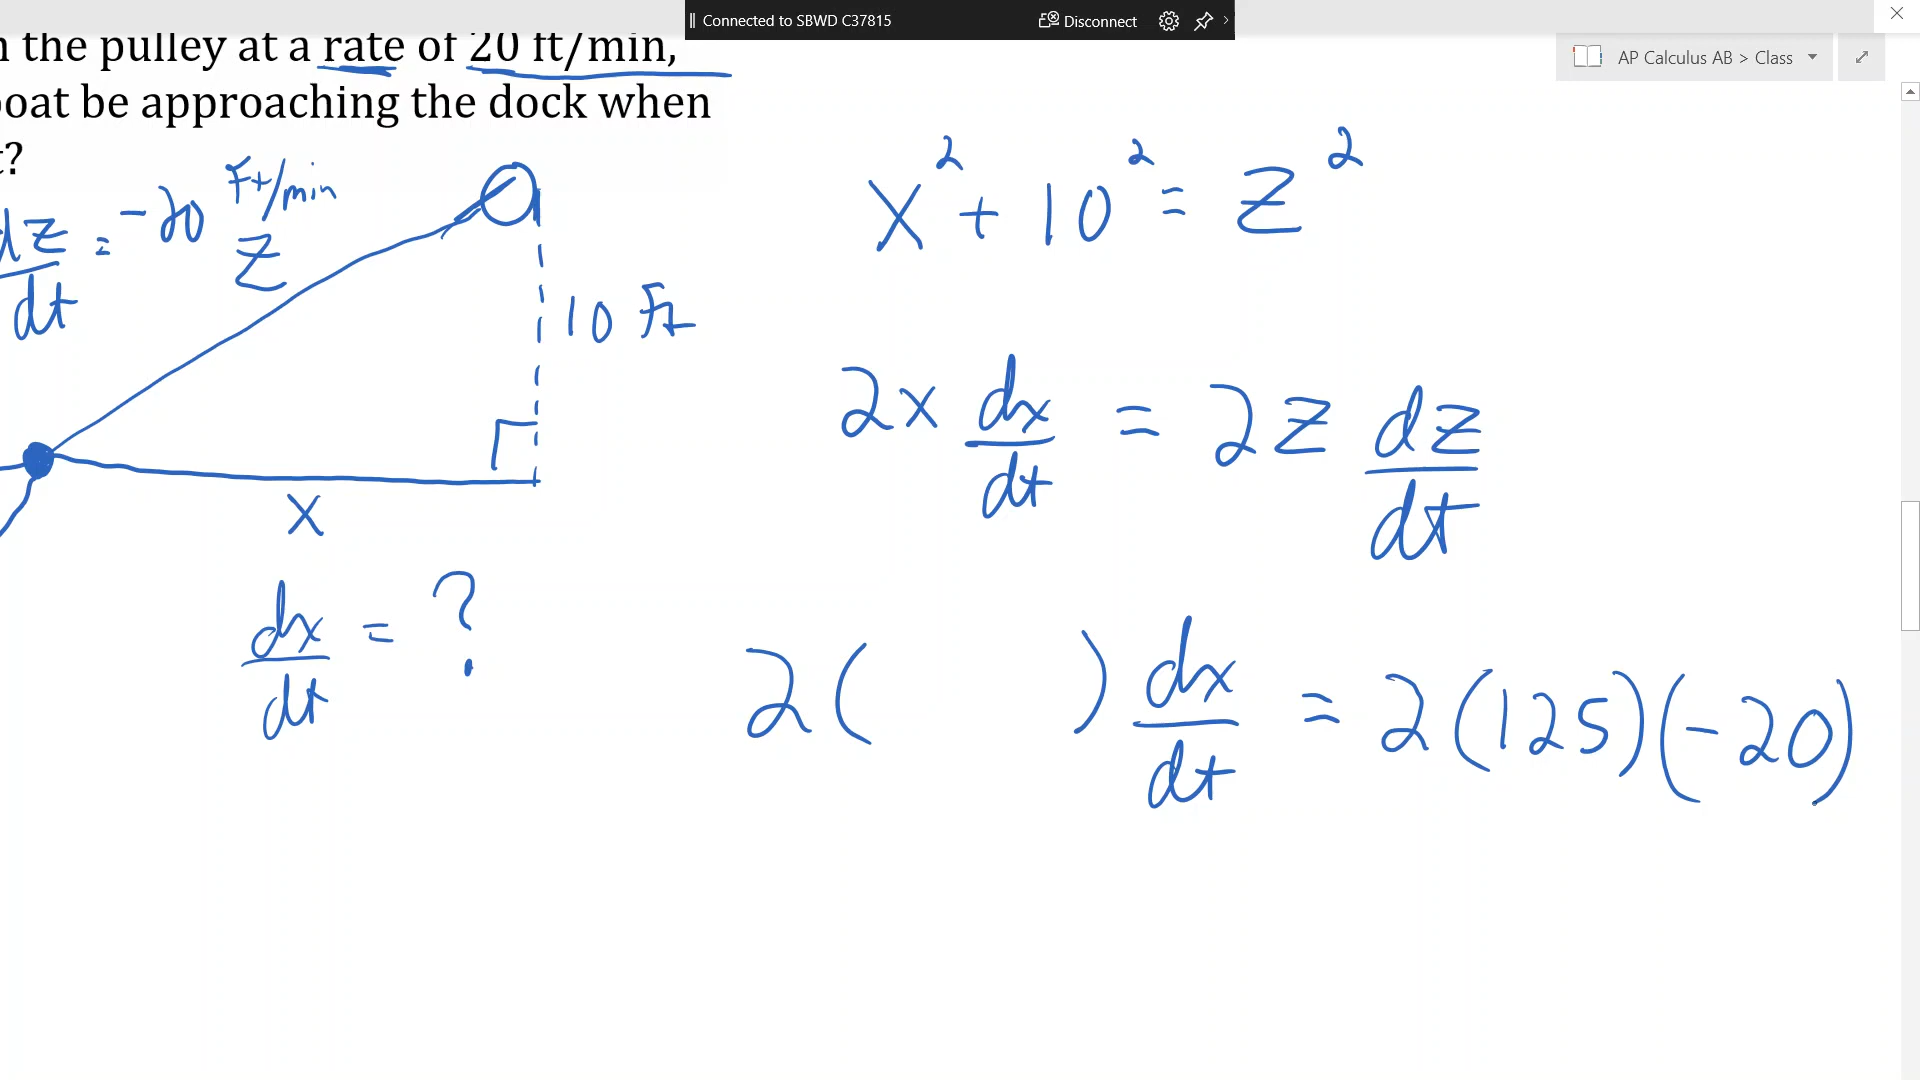 Connected to SBWD C37815 Disconnect
AP Calculus AB > Class
the pulley at a rate of 20 ft/min,
oat be approaching the dock when
t?
dz/dt = -20 Ft/min
z
10 Ft
x
dx/dt = ?
x² + 10² = z²
2x dx/dt = 2z dz/dt
2( ) dx/dt = 2(125)(-20)